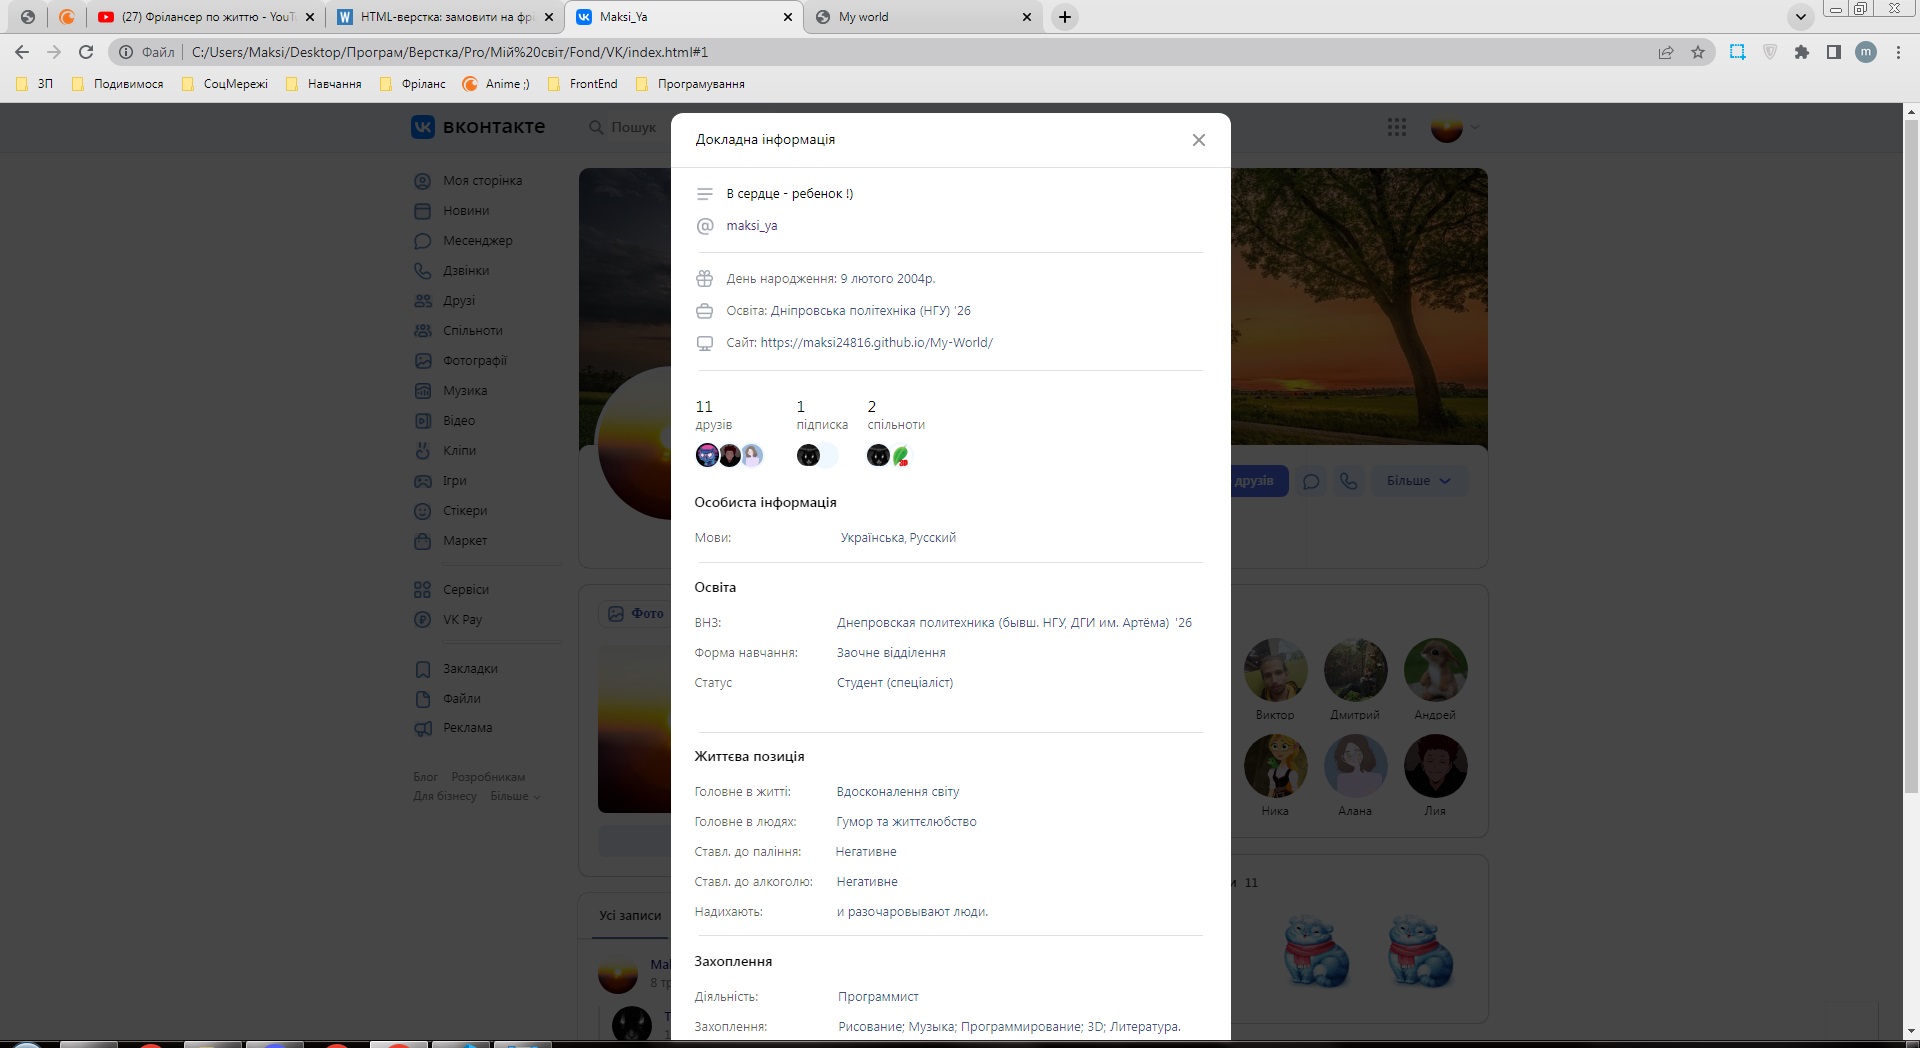 (27) Фрілансер по життю - YouT
HTML-верстка: замовити на фрі
Maksi_Ya
My world
Файл
C:/Users/Maksi/Desktop/Програм/Верстка/Pro/Мій%20світ/Fond/VK/index.html#1
m
ЗП
Подивимося
СоцМережі
Навчання
Фріланс
Anime ;)
FrontEnd
Програмування
вконтакте
Пошук
Моя сторінка
Новини
Месенджер
Дзвінки
Друзі
Спільноти
Фотографії
Музика
Відео
Кліпи
Ігри
Стікери
Маркет
Сервіси
VK Pay
Закладки
Файли
Реклама
Блог Розробникам
Для бізнесу Більше
Докладна інформація
В сердце - ребенок !)
maksi_ya
День народження: 9 лютого 2004р.
Освіта: Дніпровська політехніка (НГУ) '26
Сайт: https://maksi24816.github.io/My-World/
11
друзів
1
підписка
2
спільноти
Особиста інформація
Мови: Українська, Русский
Освіта
ВНЗ: Днепровская политехника (бывш. НГУ, ДГИ им. Артёма) '26
Форма навчання: Заочне відділення
Статус Студент (спеціаліст)
Життєва позиція
Головне в житті: Вдосконалення світу
Головне в людях: Гумор та життєлюбство
Ставл. до паління: Негативне
Ставл. до алкоголю: Негативне
Надихають: и разочаровывают люди.
Захоплення
Діяльність: Программист
Захоплення: Рисование; Музыка; Программирование; 3D; Литература.
друзів
Більше
Фото
Виктор
Дмитрий
Андрей
Ника
Алана
Лия
и 11
Усі записи
Mak
8 тр